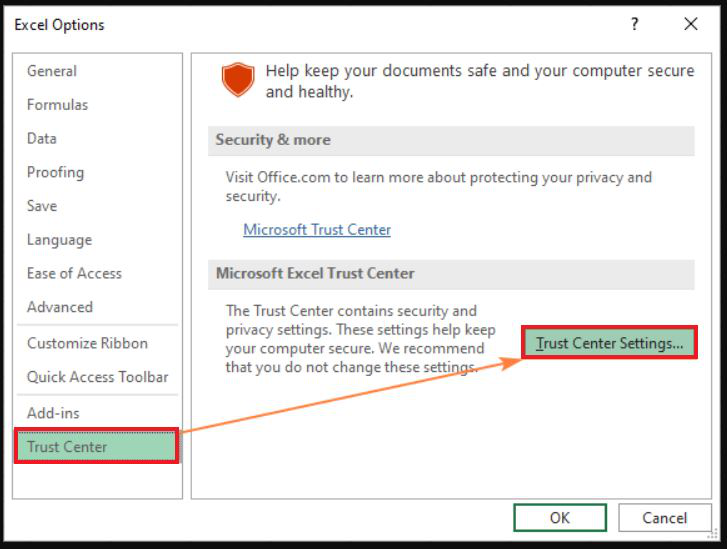 Excel Options
?
General
Formulas
Data
Proofing
Save
Language
Ease of Access
Advanced
Customize Ribbon
Quick Access Toolbar
Add-ins
Trust Center
Help keep your documents safe and your computer secure
and healthy.
Security & more
Visit Office.com to learn more about protecting your privacy and
security.
Microsoft Trust Center
Microsoft Excel Trust Center
The Trust Center contains security and
privacy settings. These settings help keep
your computer secure. We recommend
that you do not change these settings.
Trust Center Settings...
OK
Cancel